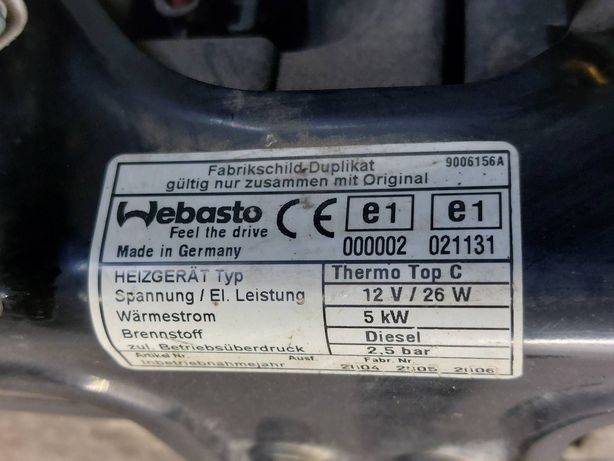 Fabrikschild-Duplikat 9006156A
gültig nur zusammen mit Original
Webasto CE e1 e1
Feel the drive
Made in Germany 000002 021131
HEIZGERÄT Typ Thermo Top C
Spannung / El. Leistung 12 V / 26 W
Wärmestrom 5 kW
Brennstoff Diesel
zul. Betriebsüberdruck 2,5 bar
Artikel Nr. Ausf. Fabr. Nr.
Inbetriebnahmejahr 2004 2005 2006